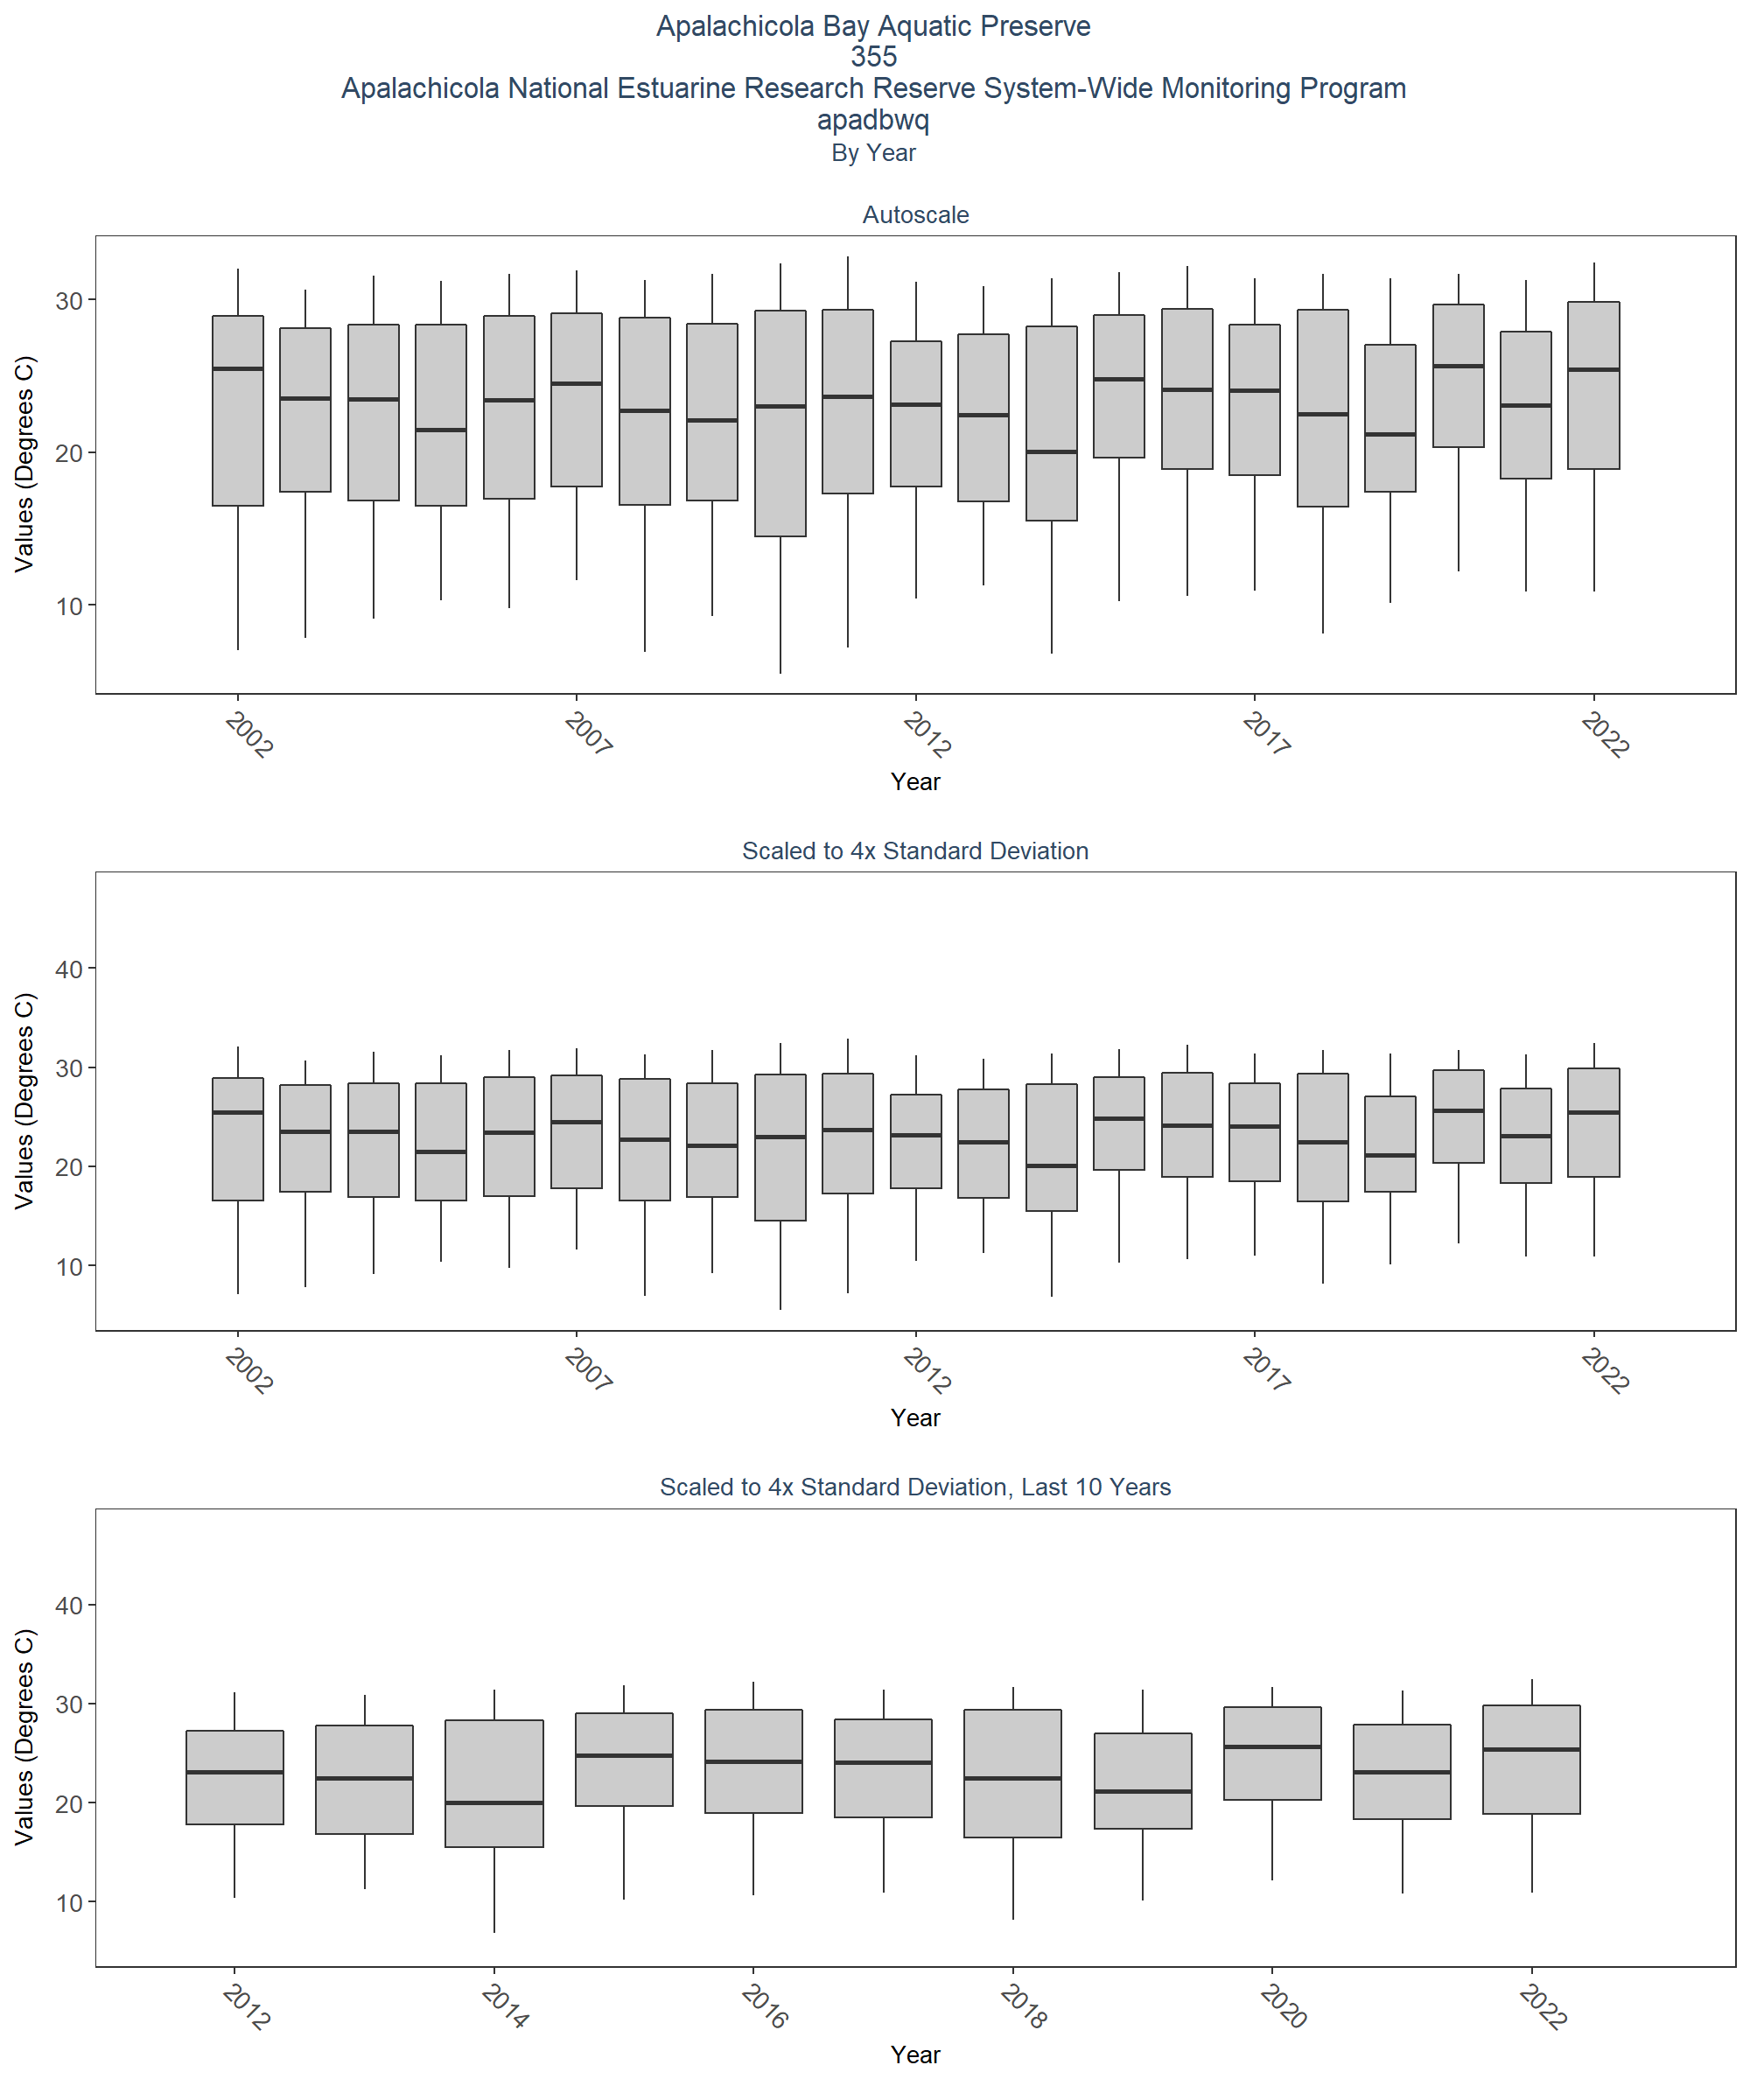 Apalachicola Bay Aquatic Preserve
355
Apalachicola National Estuarine Research Reserve System-Wide Monitoring Program
apadbwq
By Year
Autoscale
Values (Degrees C)
30
20
10
2002 2007 2012 2017 2022
Year
Scaled to 4x Standard Deviation
Values (Degrees C)
40
30
20
10
2002 2007 2012 2017 2022
Year
Scaled to 4x Standard Deviation, Last 10 Years
Values (Degrees C)
40
30
20
10
2012 2014 2016 2018 2020 2022
Year